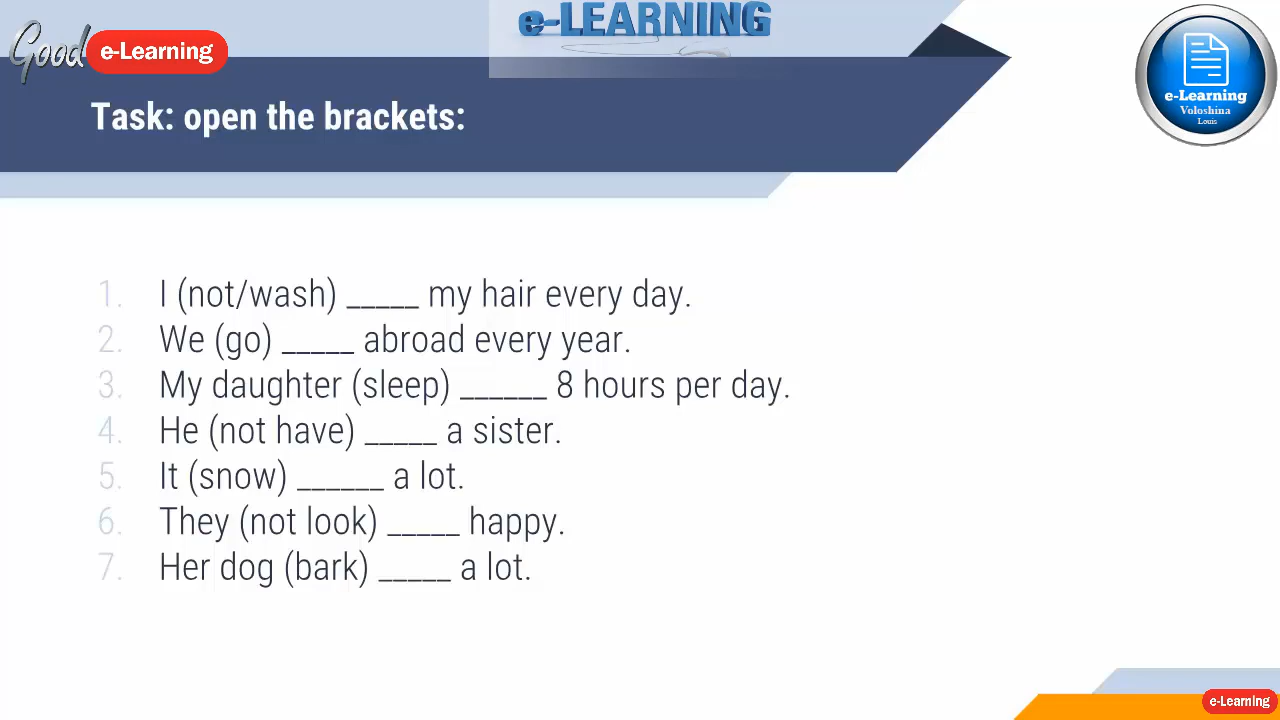 e-LEARNING
Good e-Learning
e-Learning
Voloshina
Louis
Task: open the brackets:
1. I (not/wash) _____ my hair every day.
2. We (go) _____ abroad every year.
3. My daughter (sleep) ______ 8 hours per day.
4. He (not have) _____ a sister.
5. It (snow) ______ a lot.
6. They (not look) _____ happy.
7. Her dog (bark) _____ a lot.
e-Learning